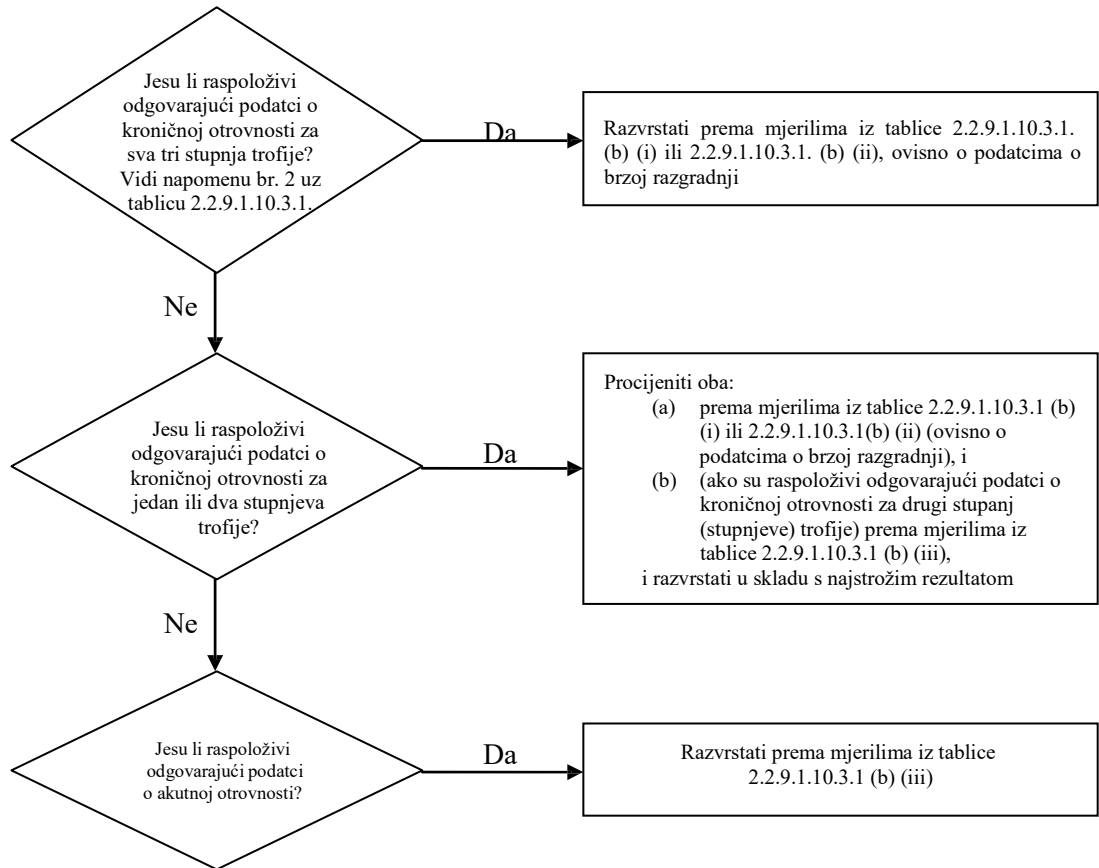 Jesu li raspoloživi
odgovarajući podatci o
kroničnoj otrovnosti za
sva tri stupnja trofije?
Vidi napomenu br. 2 uz
tablicu 2.2.9.1.10.3.1.
Da
Razvrstati prema mjerilima iz tablice 2.2.9.1.10.3.1.
(b) (i) ili 2.2.9.1.10.3.1. (b) (ii), ovisno o podatcima o
brzoj razgradnji
Ne
Jesu li raspoloživi
odgovarajući podatci o
kroničnoj otrovnosti za
jedan ili dva stupnjeva
trofije?
Da
Procijeniti oba:
(a) prema mjerilima iz tablice 2.2.9.1.10.3.1 (b)
(i) ili 2.2.9.1.10.3.1(b) (ii) (ovisno o
podatcima o brzoj razgradnji), i
(b) (ako su raspoloživi odgovarajući podatci o
kroničnoj otrovnosti za drugi stupanj
(stupnjeve) trofije) prema mjerilima iz
tablice 2.2.9.1.10.3.1 (b) (iii),
i razvrstati u skladu s najstrožim rezultatom
Ne
Jesu li raspoloživi
odgovarajući podatci
o akutnoj otrovnosti?
Da
Razvrstati prema mjerilima iz tablice
2.2.9.1.10.3.1 (b) (iii)